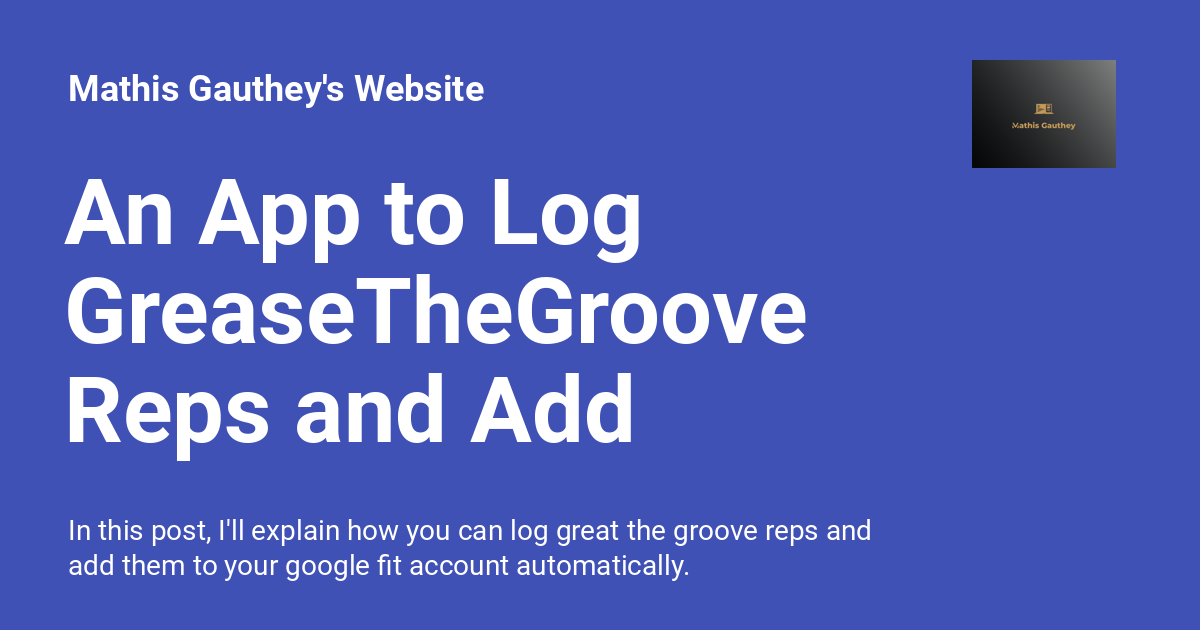 Mathis Gauthey's Website
Mathis Gauthey
An App to Log
GreaseTheGroove
Reps and Add
In this post, I'll explain how you can log great the groove reps and
add them to your google fit account automatically.